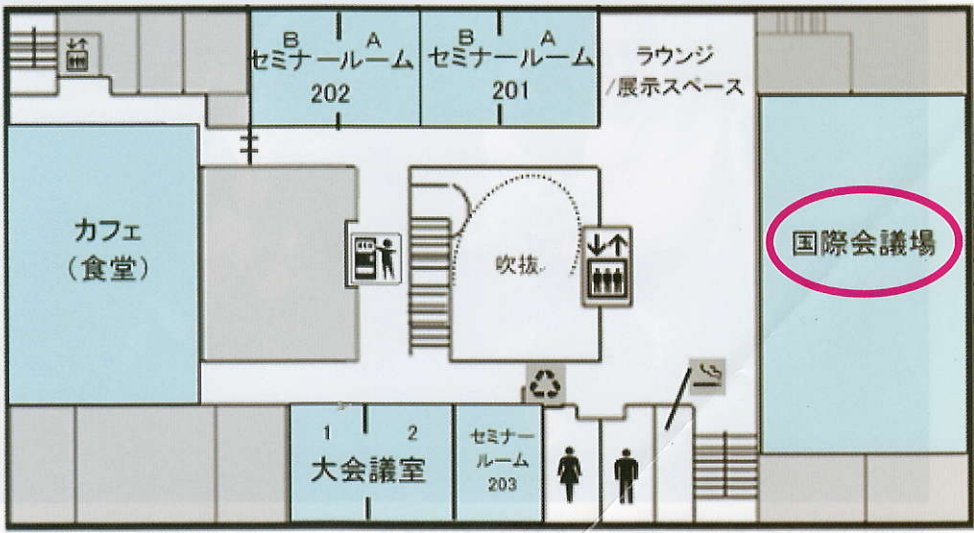 B A
セミナールーム
202
B A
セミナールーム
201
ラウンジ
/展示スペース
カフェ
(食堂)
吹抜
国際会議場
1 2
大会議室
セミナー
ルーム
203